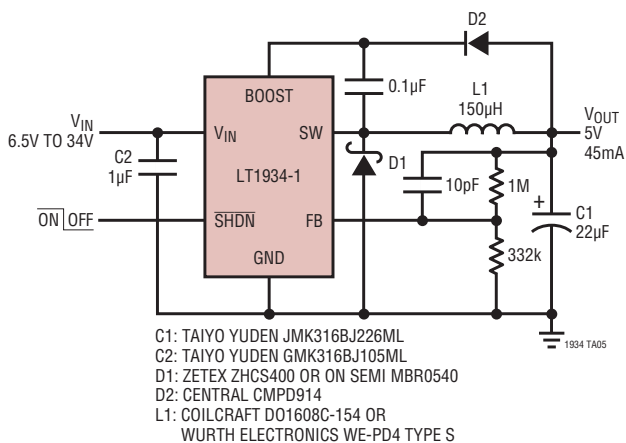 D2
BOOST
0.1µF
L1
150µH
V_IN
6.5V TO 34V
V_IN
SW
V_OUT
5V
45mA
C2
1µF
LT1934-1
D1
10pF
1M
ON OFF
SHDN
FB
+
C1
22µF
332k
GND
1934 TA05
C1: TAIYO YUDEN JMK316BJ226ML
C2: TAIYO YUDEN GMK316BJ105ML
D1: ZETEX ZHCS400 OR ON SEMI MBR0540
D2: CENTRAL CMPD914
L1: COILCRAFT DO1608C-154 OR
WURTH ELECTRONICS WE-PD4 TYPE S